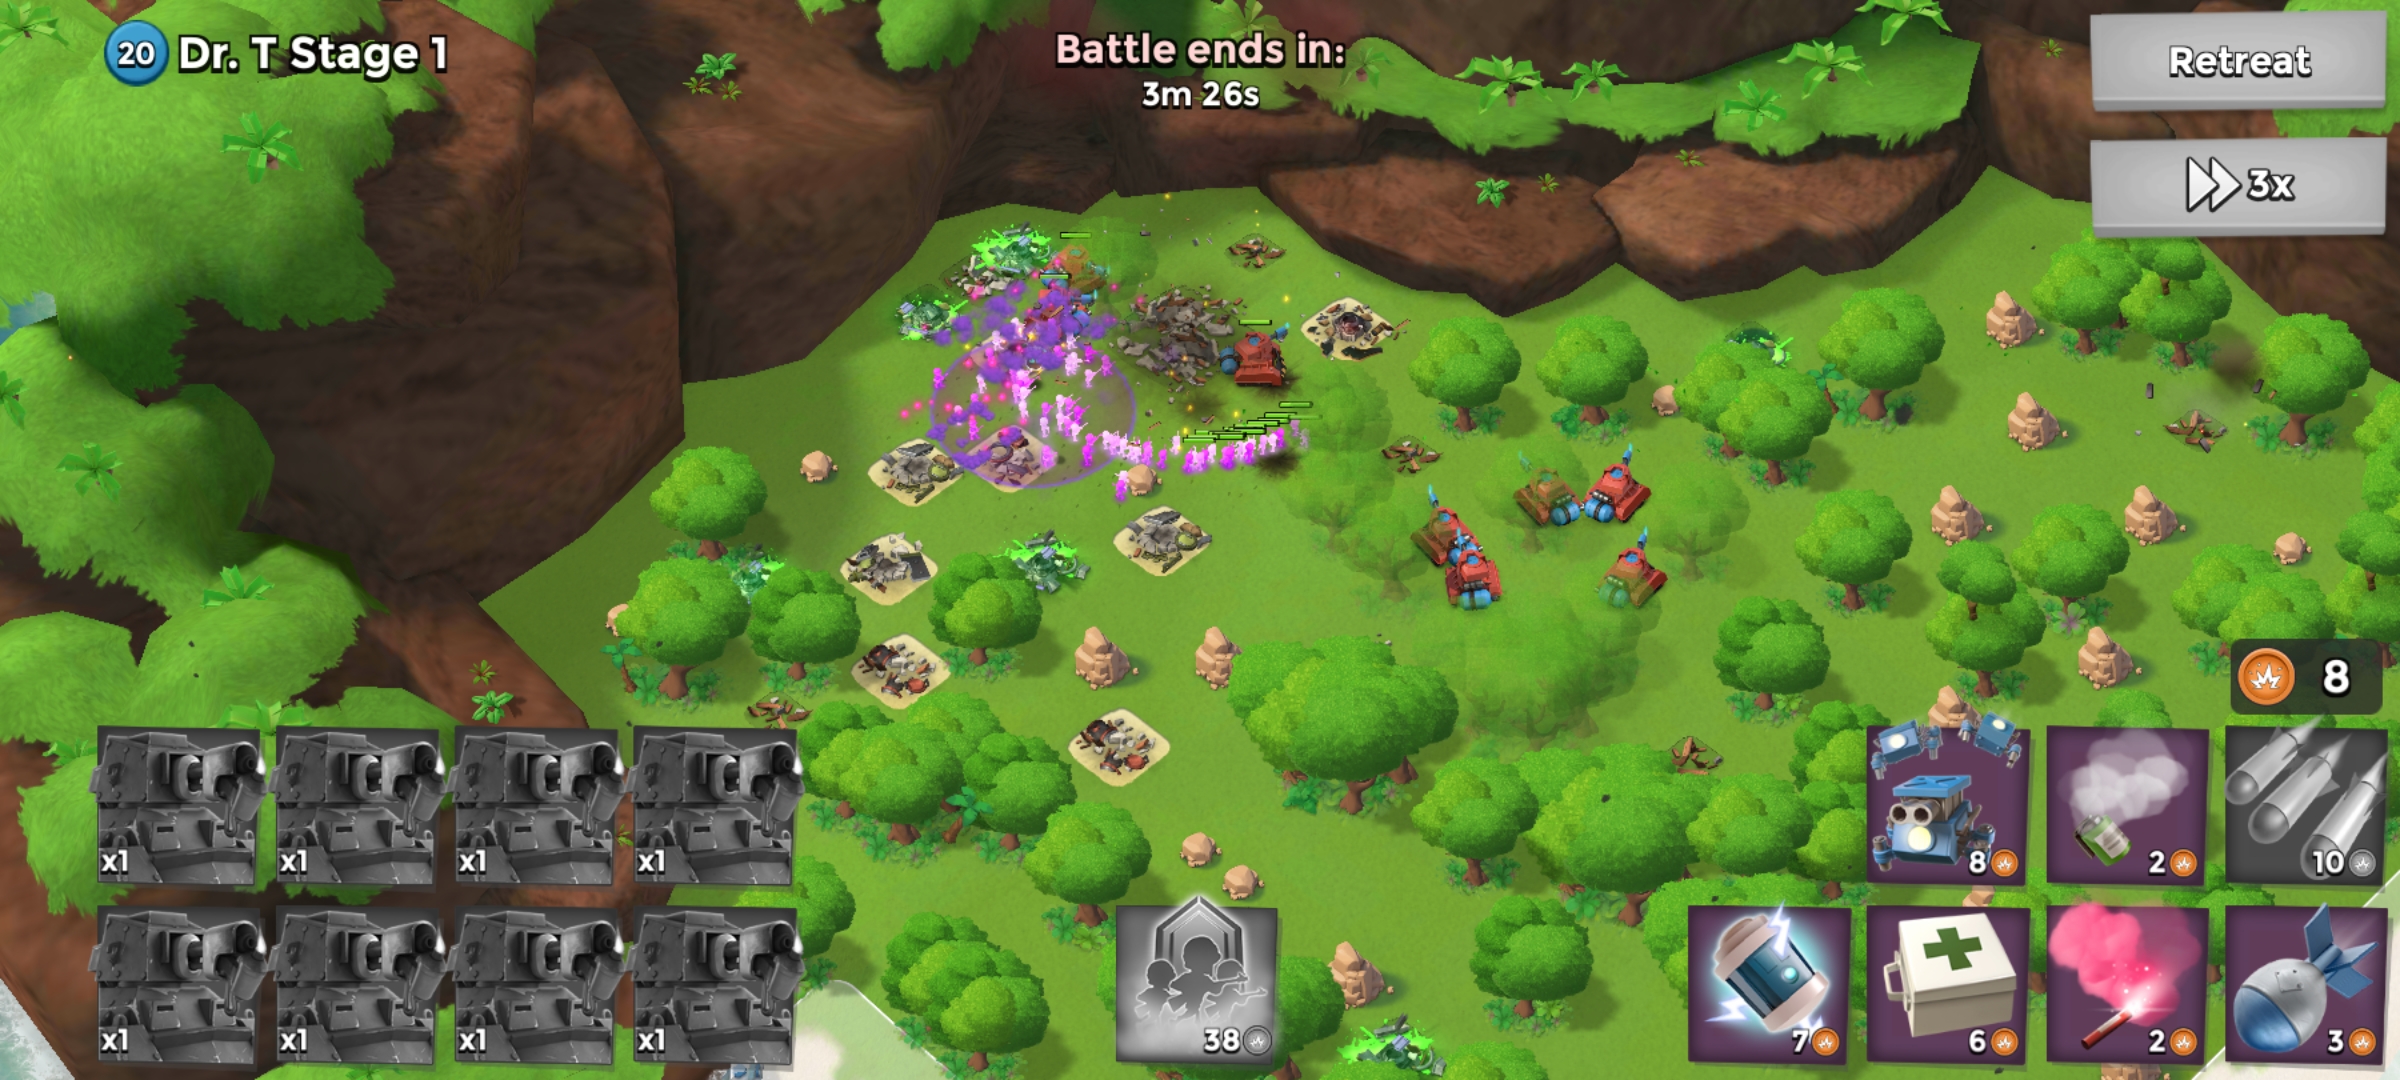 20 Dr. T Stage 1
Battle ends in:
3m 26s
Retreat
3x
8
x1 x1 x1 x1
8 2 10
x1 x1 x1 x1
38
7 6 2 3